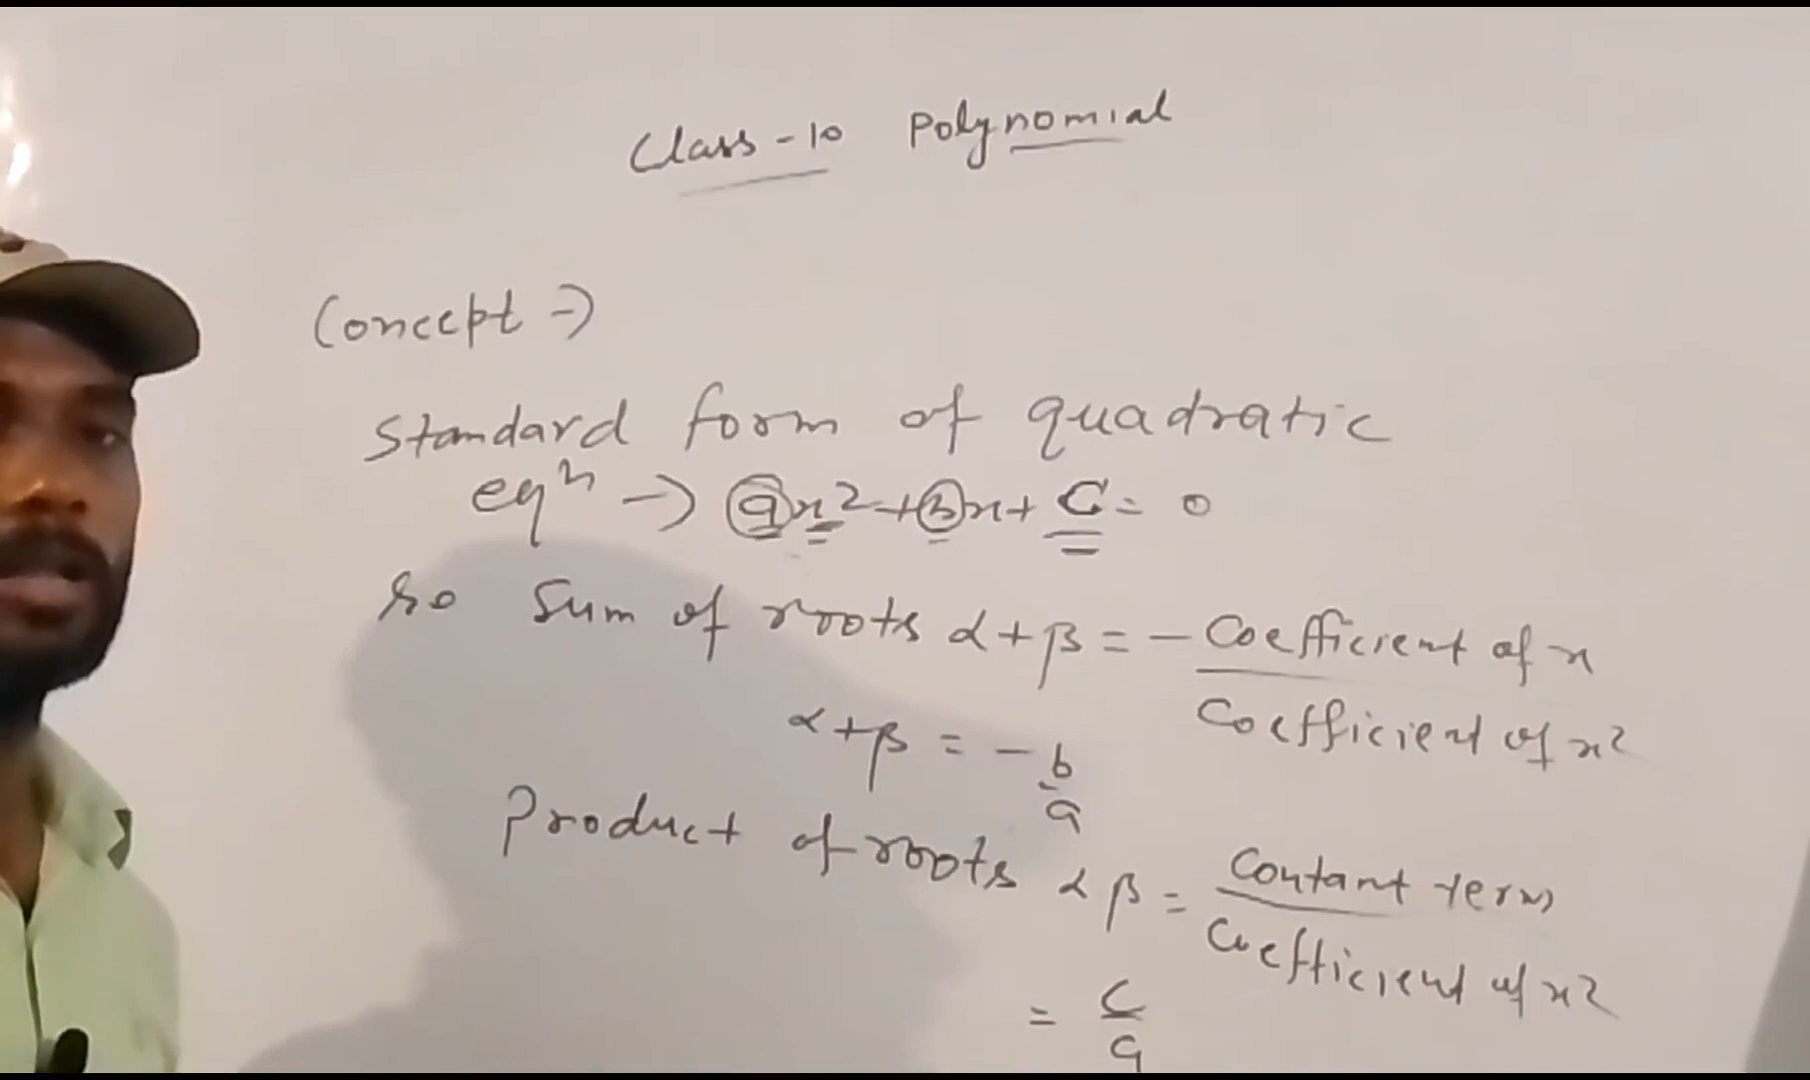 Class-10 Polynomial
Concept →
Standard form of quadratic
eqⁿ → ax²+bx+C=0
so Sum of roots α+β = - Coefficient of x / Coefficient of x²
α+β = - b/a
Product of roots αβ = Contant term / Coefficient of x²
= C/a